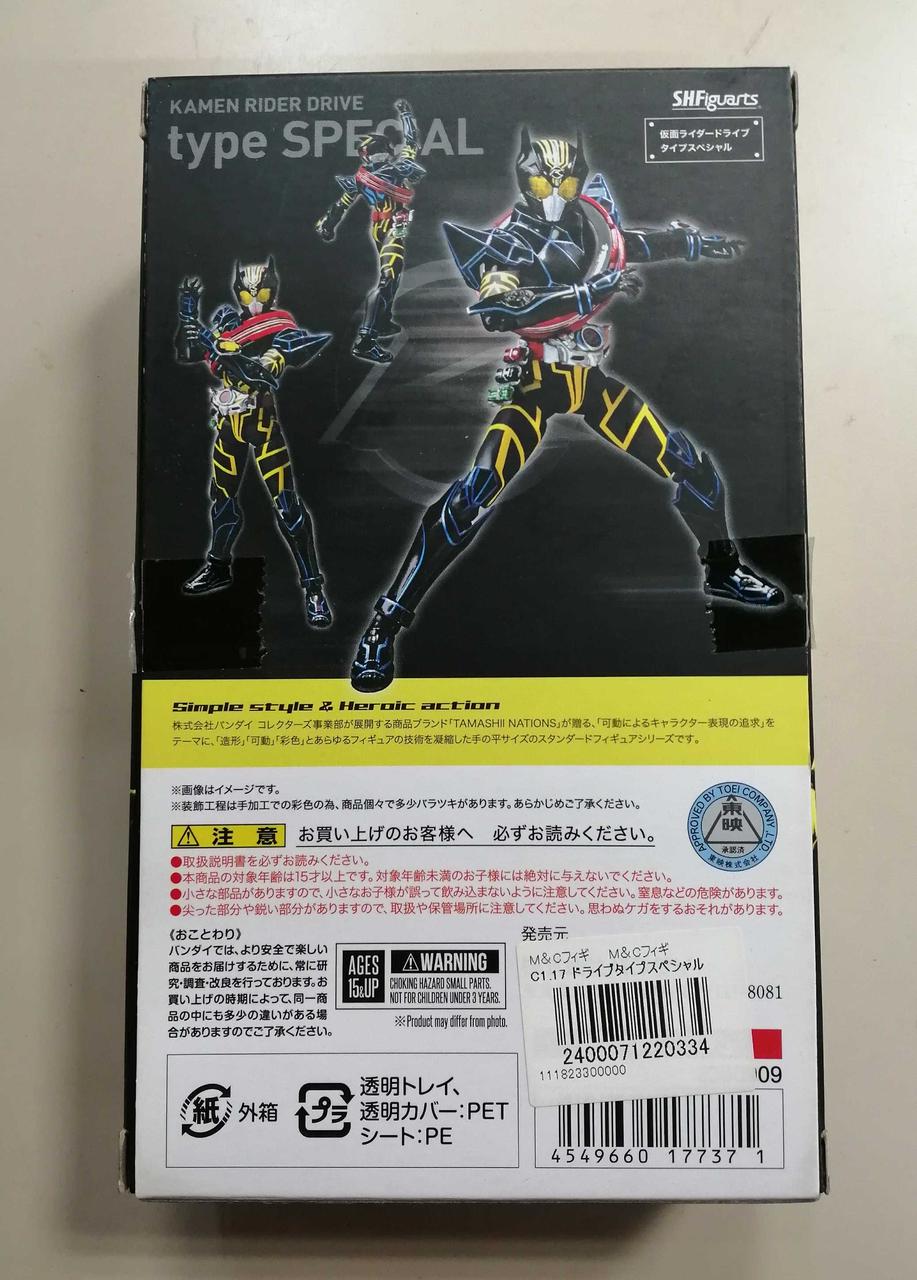 KAMEN RIDER DRIVE
type SPECIAL
SHFiguarts
仮面ライダードライブ
タイプスペシャル
Simple style & Heroic action
株式会社バンダイ コレクターズ事業部が展開する商品ブランド「TAMASHII NATIONS」が贈る、「可動によるキャラクター表現の追求」を
テーマに、「造形」「可動」「彩色」とあらゆるフィギュアの技術を凝縮した手の平サイズのスタンダードフィギュアシリーズです。
※画像はイメージです。
※装飾工程は手加工での彩色の為、商品個々で多少バラツキがあります。あらかじめご了承ください。
APPROVED BY TOEI COMPANY ,LTD.
東映
承認済
東映株式会社
注意 お買い上げのお客様へ 必ずお読みください。
●取扱説明書を必ずお読みください。
●本商品の対象年齢は15才以上です。対象年齢未満のお子様には絶対に与えないでください。
●小さな部品がありますので、小さなお子様が誤って飲み込まないように注意してください。窒息などの危険があります。
●尖った部分や鋭い部分がありますので、取扱や保管場所に注意してください。思わぬケガをするおそれがあります。
《おことわり》
バンダイでは、より安全で楽しい
商品をお届けするために、常に研
究・調査・改良を行っております。お
買い上げの時期によって、同一商
品の中にも多少の違いがある場
合がありますのでご了承ください。
AGES
15&UP
WARNING
CHOKING HAZARD SMALL PARTS.
NOT FOR CHILDREN UNDER 3 YEARS.
※Product may differ from photo.
発売元
M&Cフィギ M&Cフィギ
C1.17 ドライブタイプスペシャル
2400071220334
111823300000
8081
009
紙 外箱
プラ
透明トレイ、
透明カバー:PET
シート:PE
4549660 17737 1